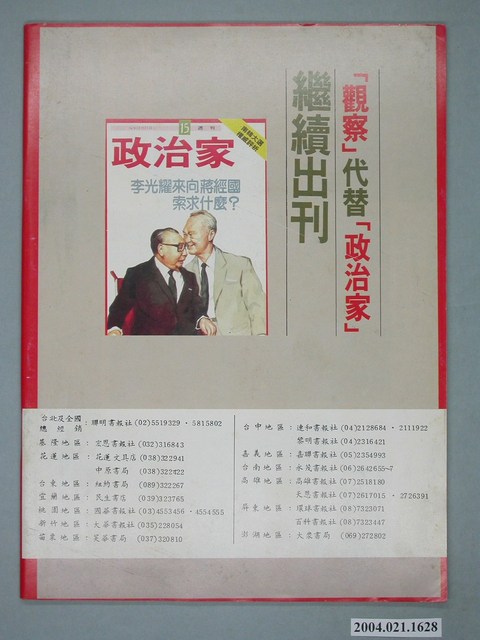 「觀察」代替「政治家」
繼續出刊
15 週刊
政治家
李光耀來向蔣經國
索求什麼?
台北及全國
總經銷:聯明書報社(02)5519329・5815802
基隆地區:宏恩書報社(032)316843
花蓮地區:花蓮文具店(038)322941
中原書局(038)322422
台東地區:紐約書局(089)322267
宜蘭地區:民生書店(039)323765
桃園地區:國華書報社(03)4553456・4554555
新竹地區:大華書報社(035)228054
苗栗地區:芙華書局(037)320810
台中地區:連和書報社(04)2128684・2111922
黎明書報社(04)2316421
嘉義地區:嘉聯書報社(05)2354993
台南地區:永茂書報社(06)2642655~7
高雄地區:高雄書報社(07)2518180
天恩書報社(07)2617015・2726391
屏東地區:環球書報社(08)7323071
百科書報社(08)7323447
澎湖地區:大眾書局(069)272802
2004.021.1628